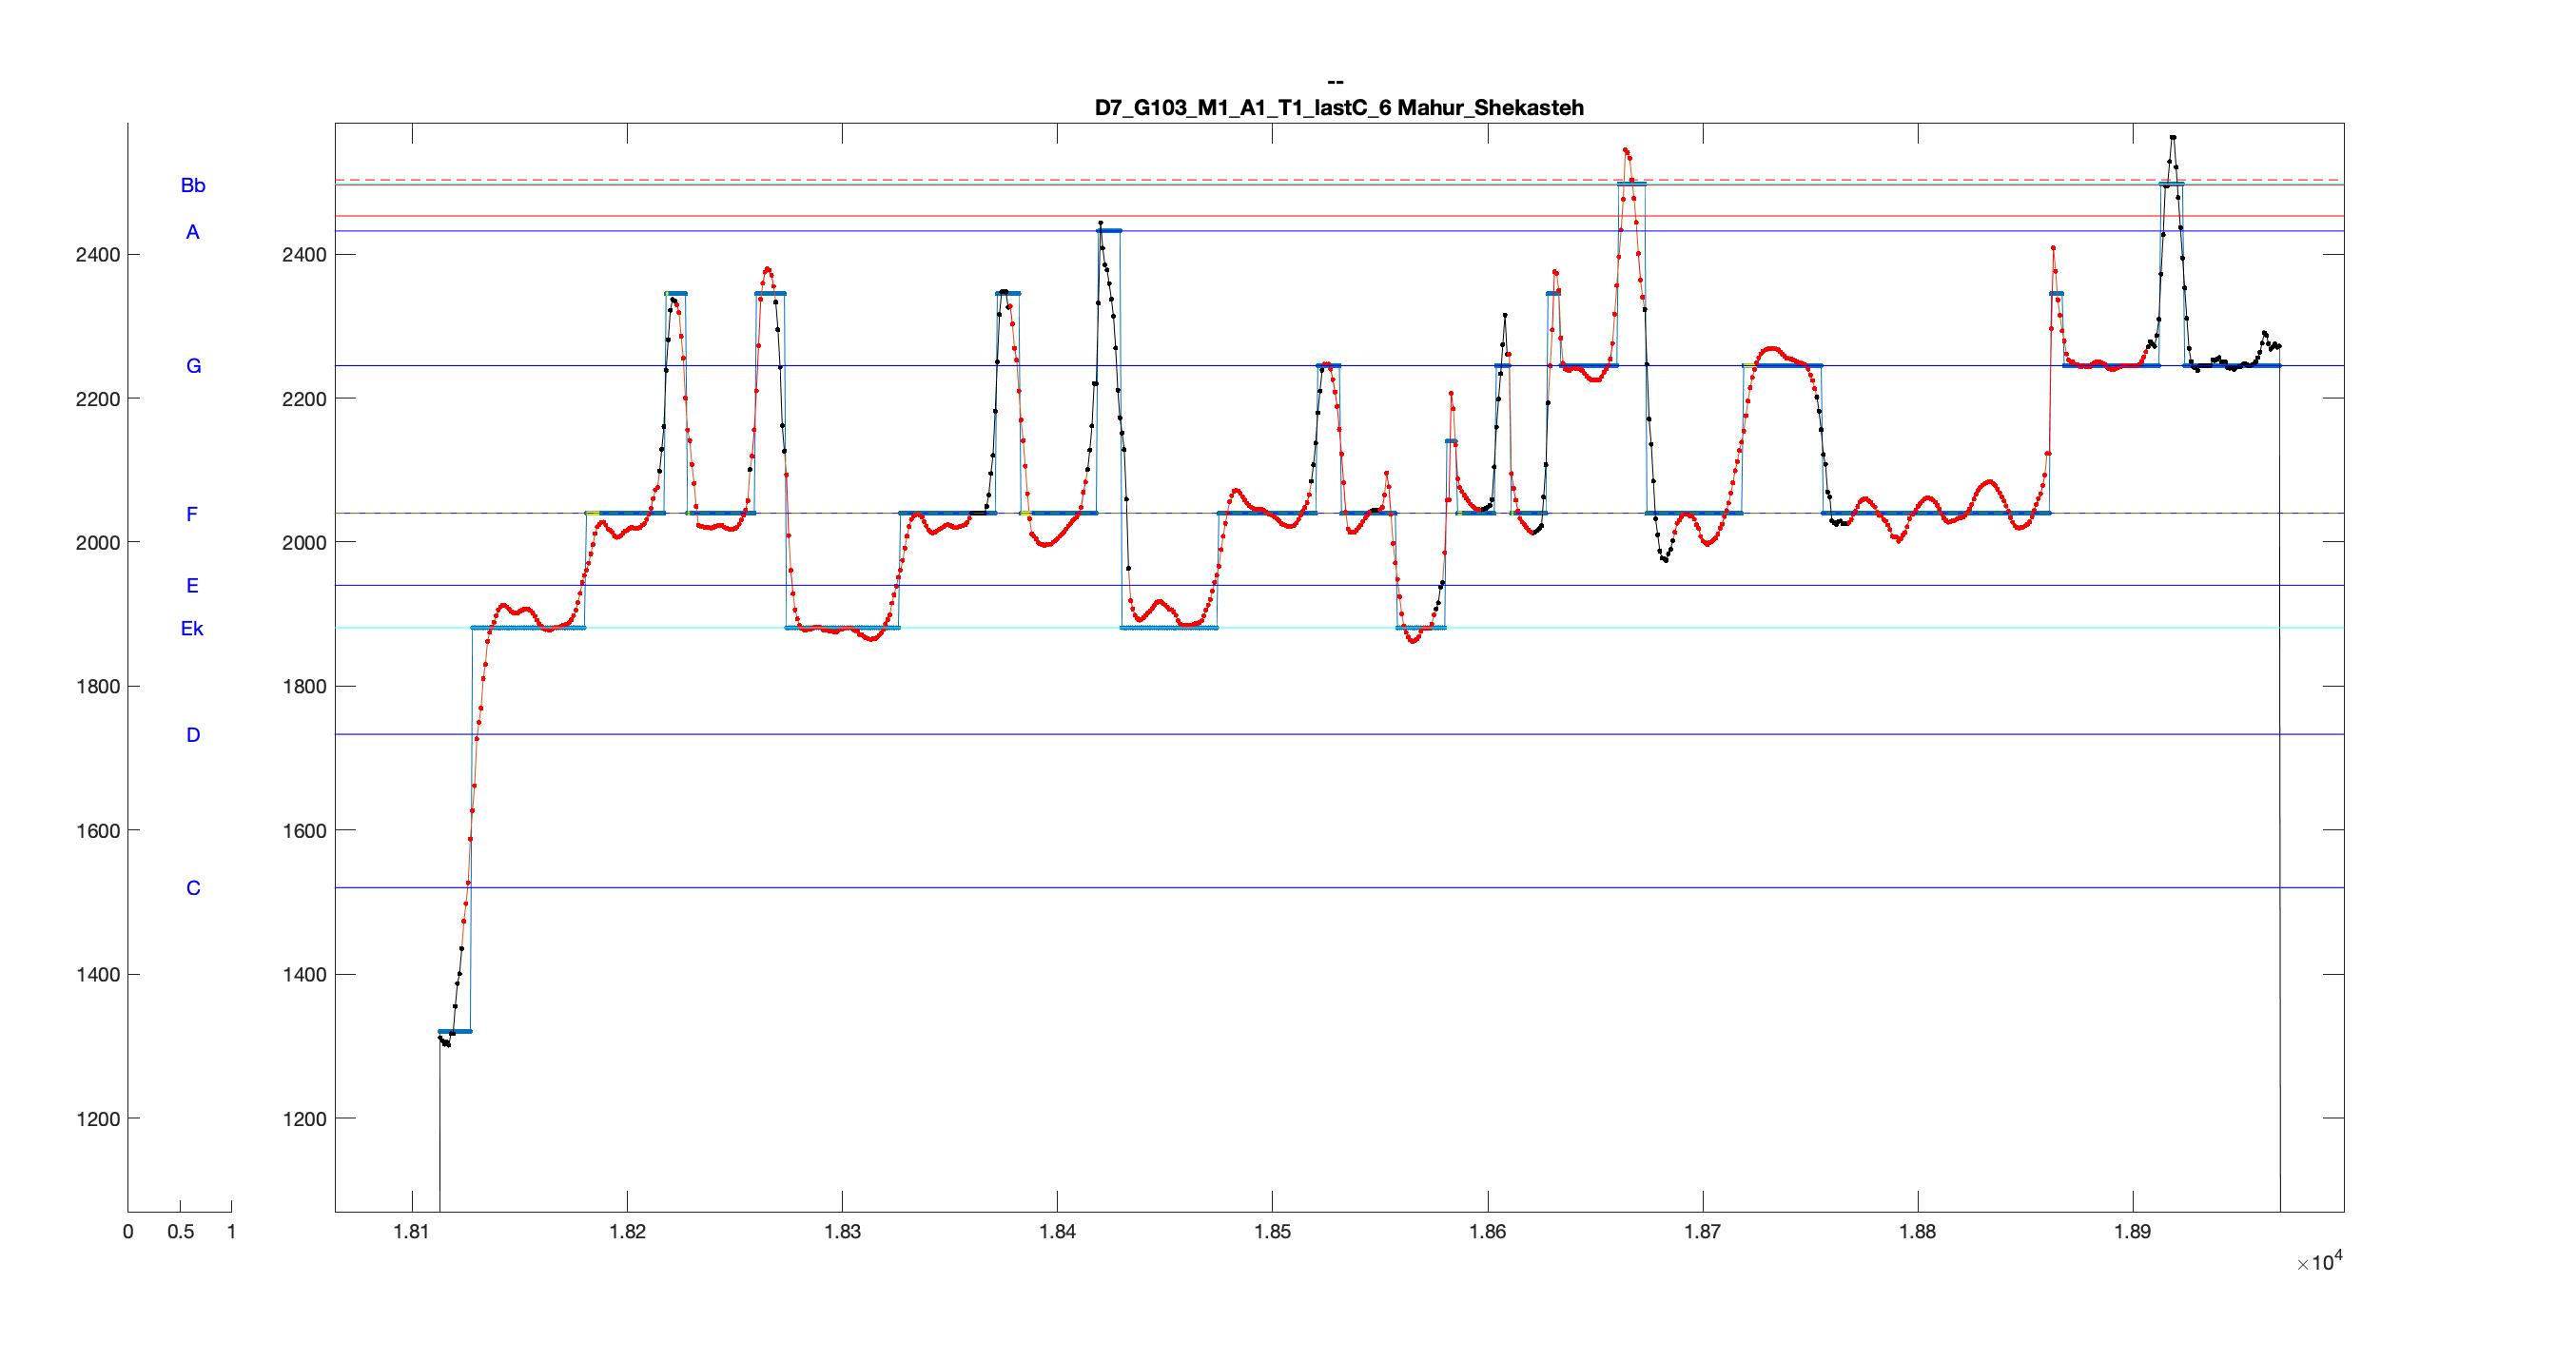 --
D7_G103_M1_A1_T1_lastC_6 Mahur_Shekasteh
Bb
A
2400
2400
G
2200
2200
F
2000
2000
E
Ek
1800
1800
D
1600
1600
C
1400
1400
1200
1200
0 0.5 1
1.81 1.82 1.83 1.84 1.85 1.86 1.87 1.88 1.89
×10^4